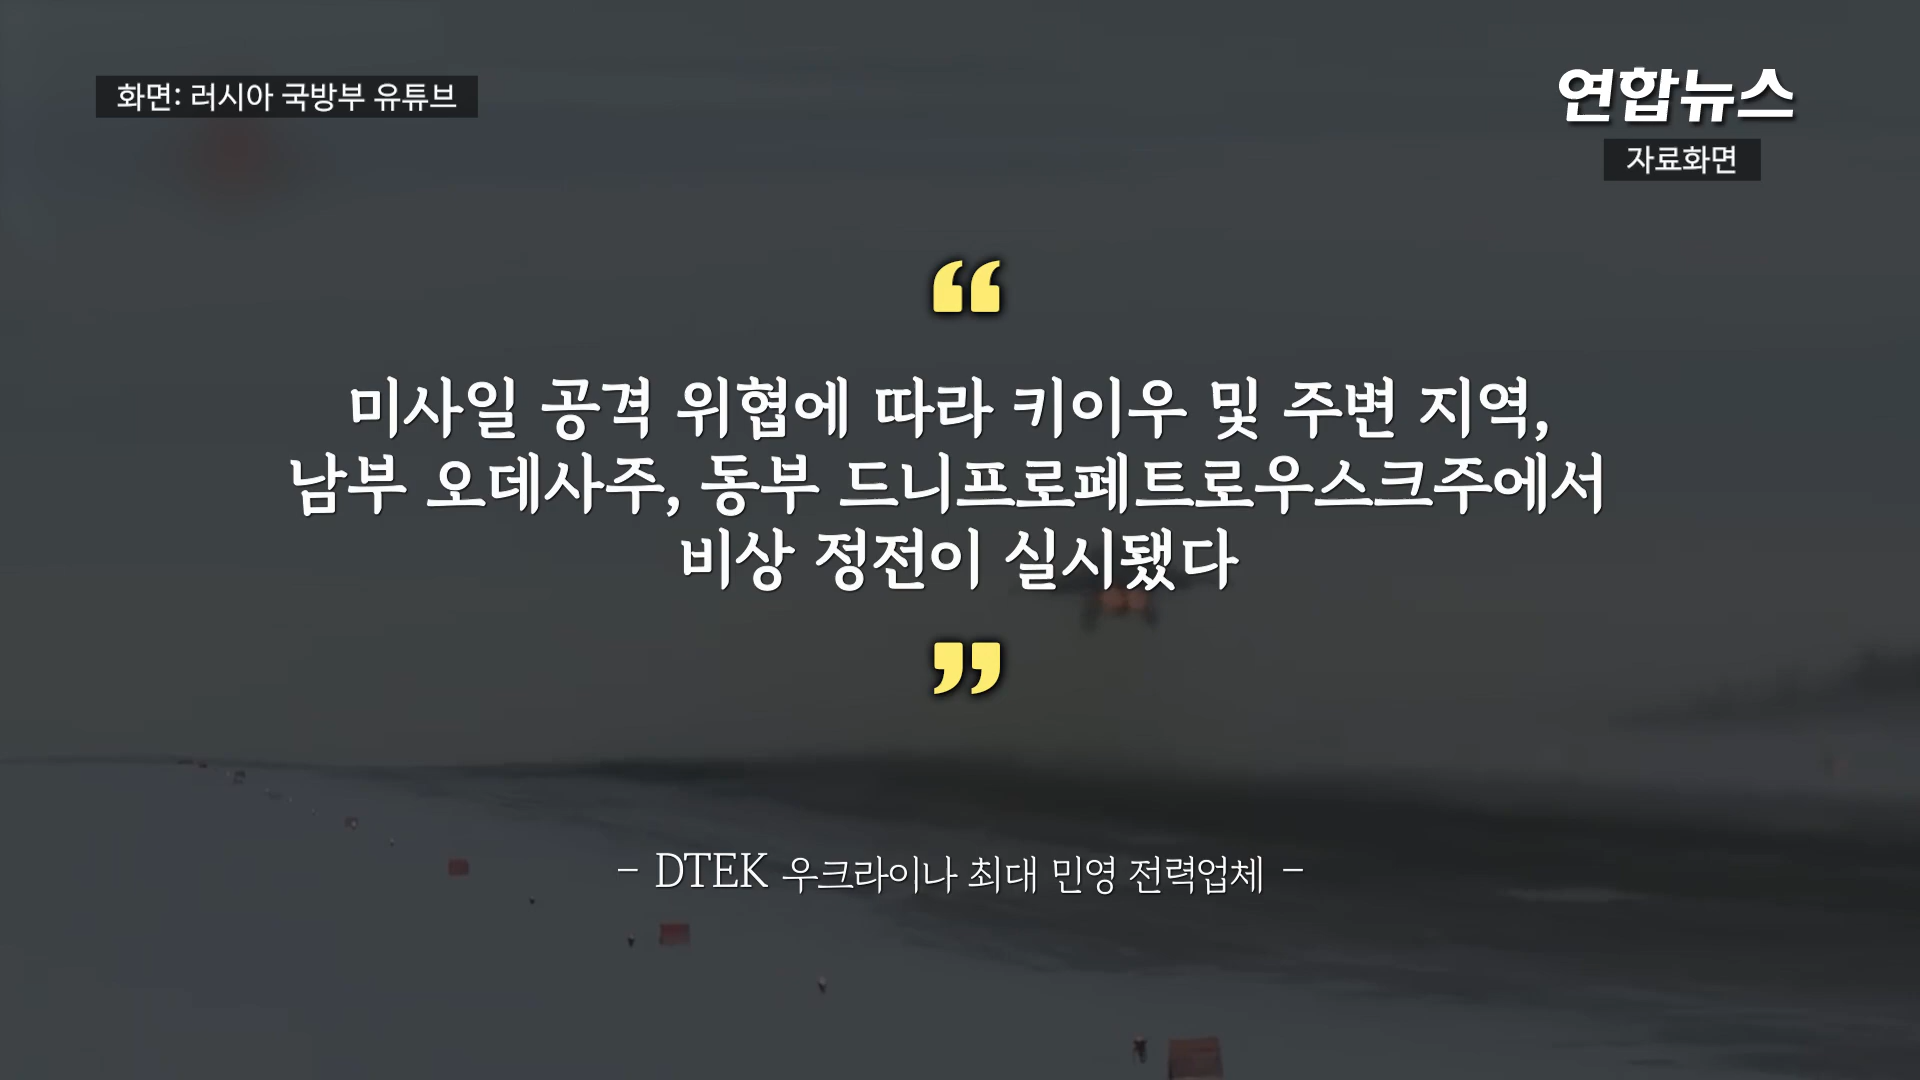 화면: 러시아 국방부 유튜브
연합뉴스
자료화면
“
미사일 공격 위협에 따라 키이우 및 주변 지역,
남부 오데사주, 동부 드니프로페트로우스크주에서
비상 정전이 실시됐다
”
– DTEK 우크라이나 최대 민영 전력업체 –